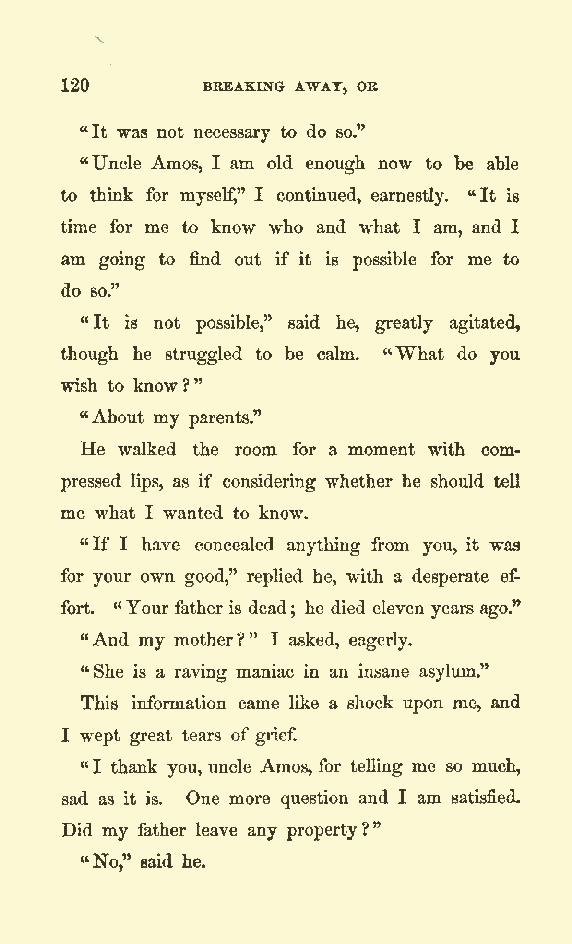 120 BREAKING AWAY, OR
"It was not necessary to do so."
"Uncle Amos, I am old enough now to be able
to think for myself," I continued, earnestly. "It is
time for me to know who and what I am, and I
am going to find out if it is possible for me to
do so."
"It is not possible," said he, greatly agitated,
though he struggled to be calm. "What do you
wish to know?"
"About my parents."
He walked the room for a moment with com-
pressed lips, as if considering whether he should tell
me what I wanted to know.
"If I have concealed anything from you, it was
for your own good," replied he, with a desperate ef-
fort. "Your father is dead; he died eleven years ago."
"And my mother?" I asked, eagerly.
"She is a raving maniac in an insane asylum."
This information came like a shock upon me, and
I wept great tears of grief.
"I thank you, uncle Amos, for telling me so much,
sad as it is. One more question and I am satisfied.
Did my father leave any property?"
"No," said he.